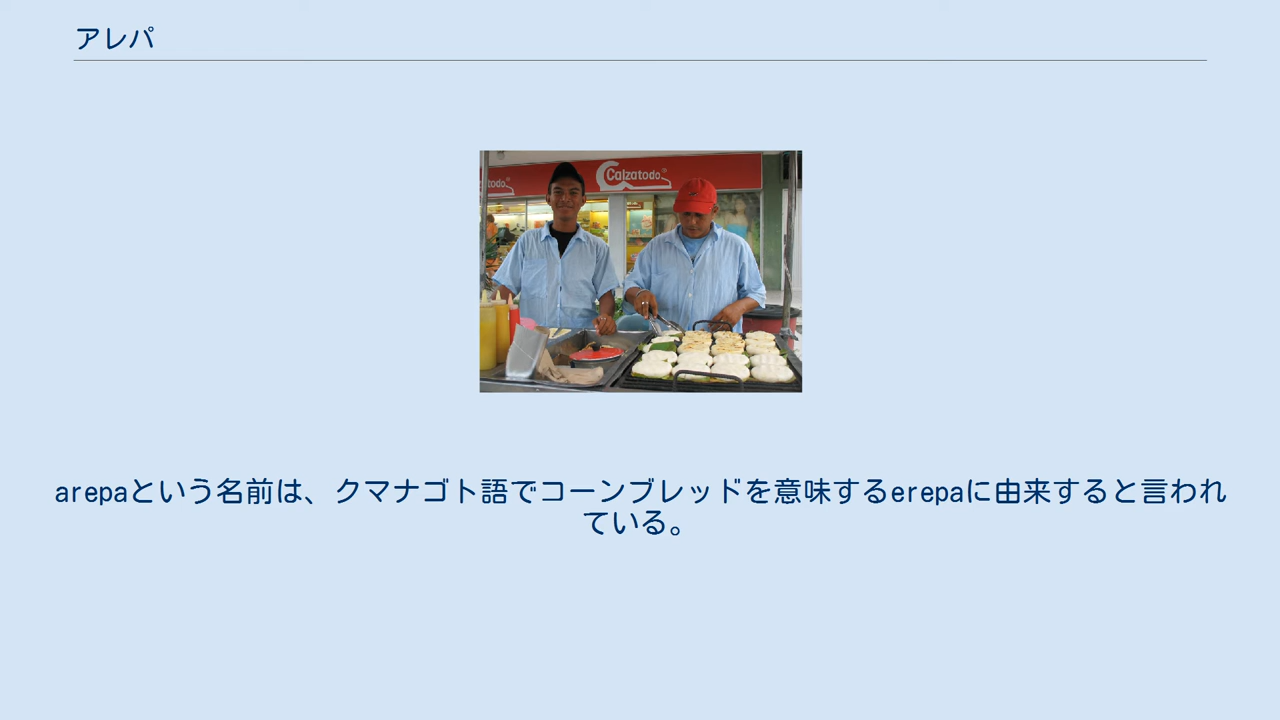 アレパ
todo
Calzatodo
arepaという名前は、クマナゴト語でコーンブレッドを意味するerepaに由来すると言われ
ている。